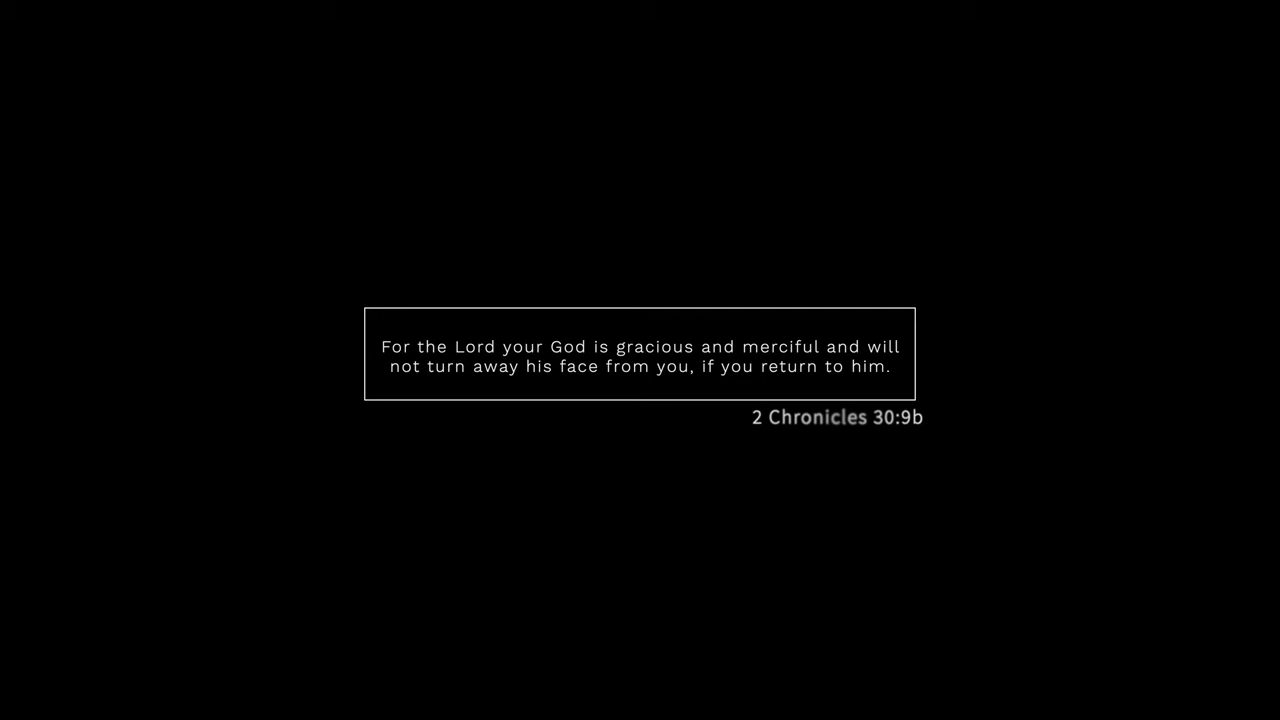 For the Lord your God is gracious and merciful and will
not turn away his face from you, if you return to him.
2 Chronicles 30:9b